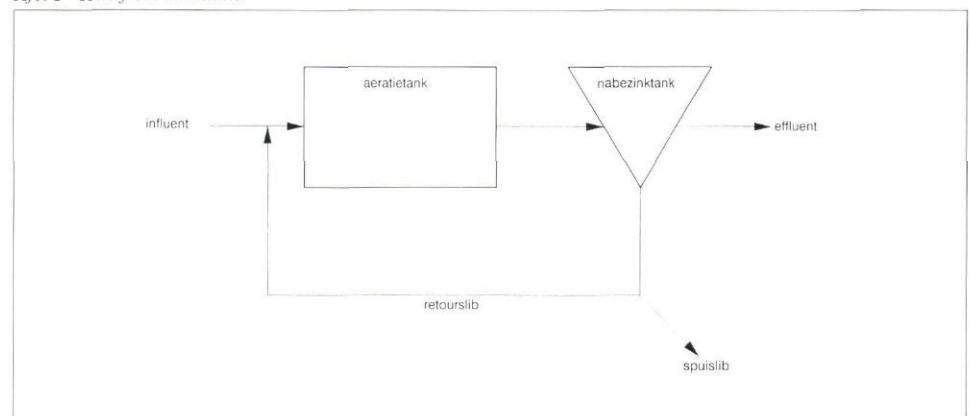 aeratietank
nabezinktank
influent
effluent
retourslib
spuislib